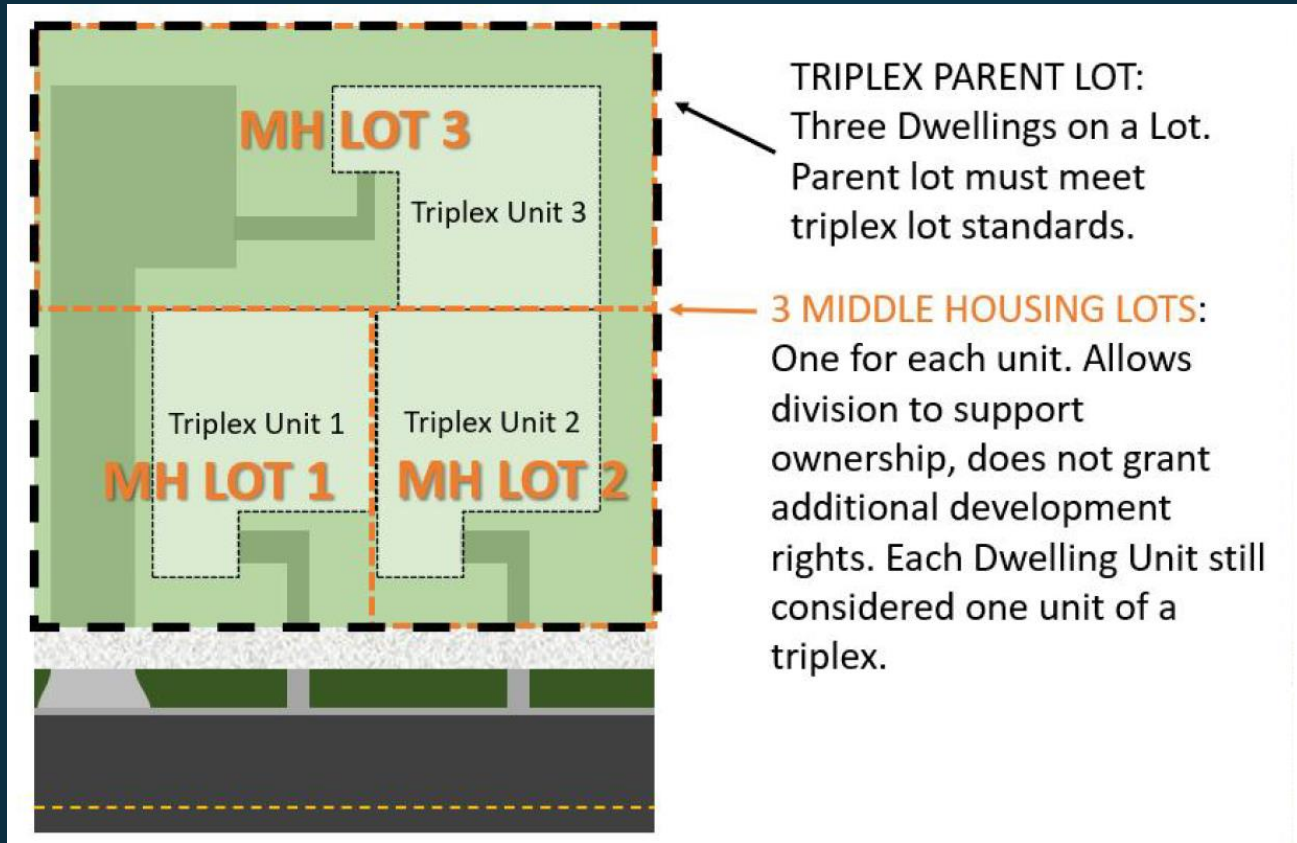 MH LOT 3
Triplex Unit 3
Triplex Unit 1
Triplex Unit 2
MH LOT 1
MH LOT 2
TRIPLEX PARENT LOT:
Three Dwellings on a Lot.
Parent lot must meet
triplex lot standards.
3 MIDDLE HOUSING LOTS:
One for each unit. Allows
division to support
ownership, does not grant
additional development
rights. Each Dwelling Unit still
considered one unit of a
triplex.